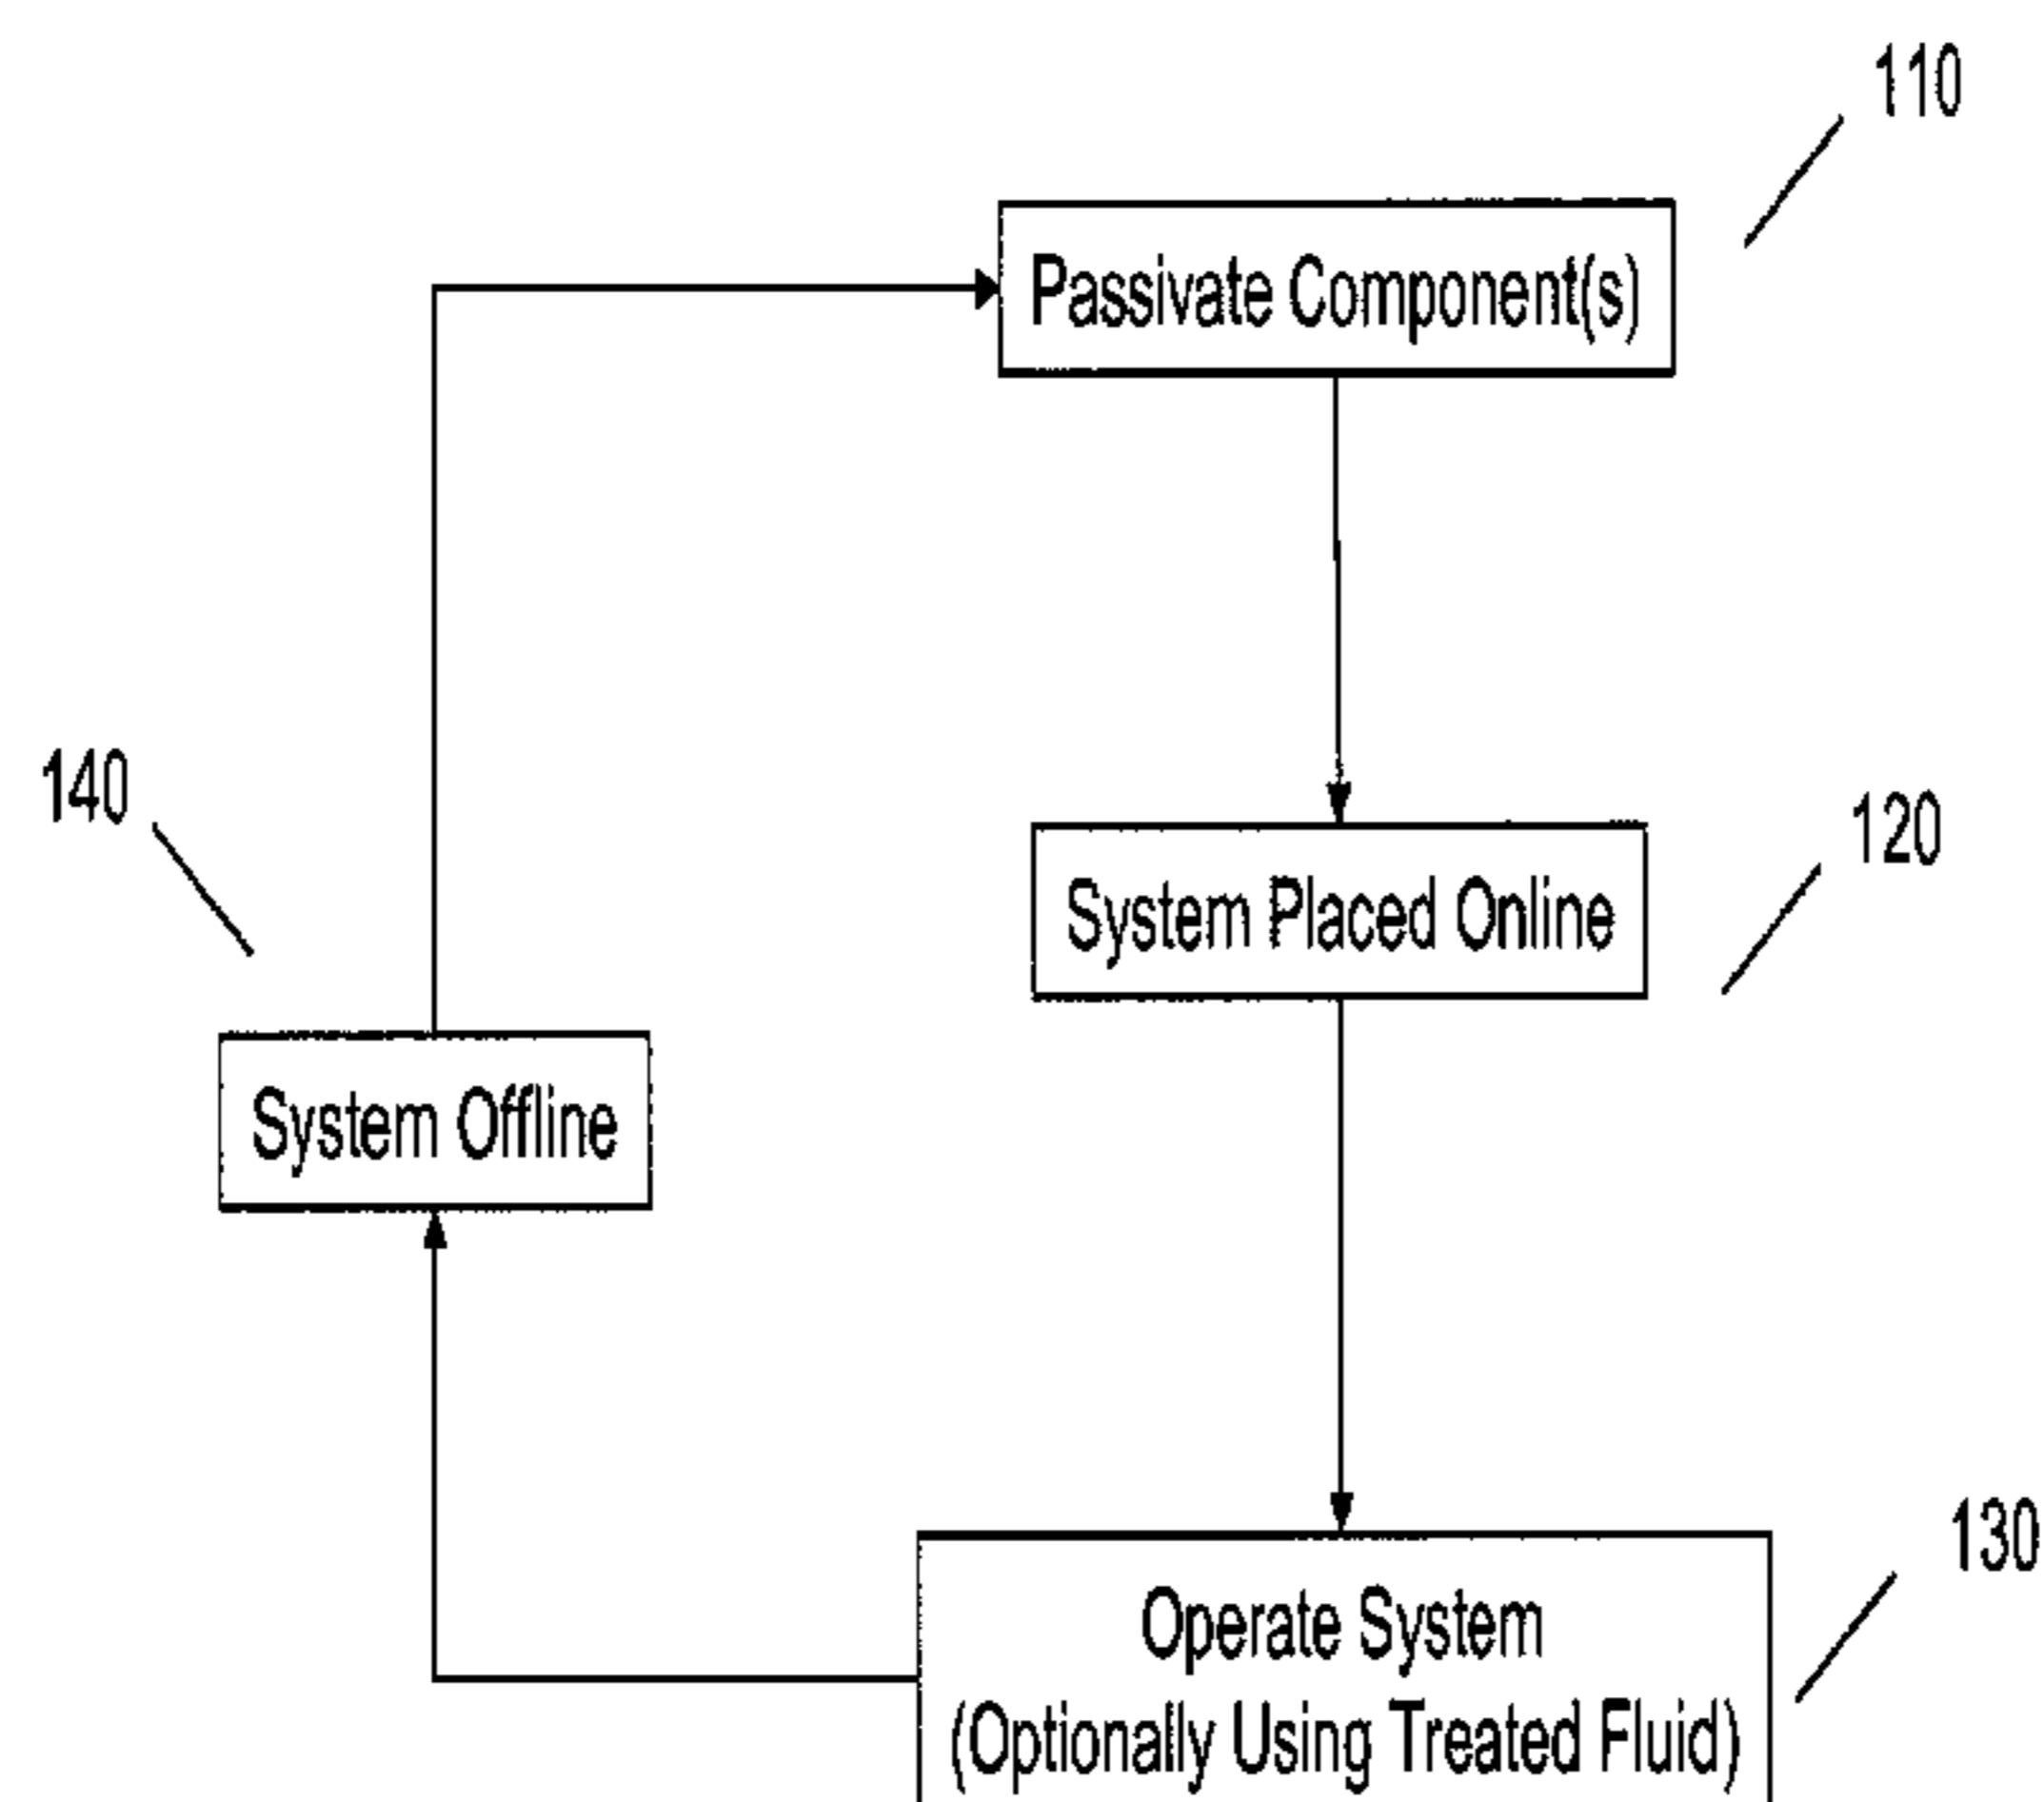 110
Passivate Component(s)
140
120
System Placed Online
System Offline
130
Operate System
(Optionally Using Treated Fluid)